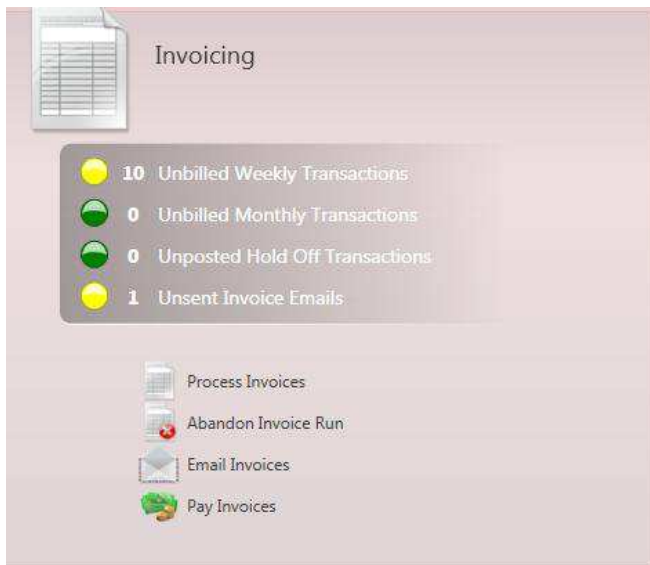 Invoicing
10 Unbilled Weekly Transactions
0 Unbilled Monthly Transactions
0 Unposted Hold Off Transactions
1 Unsent Invoice Emails
Process Invoices
Abandon Invoice Run
Email Invoices
Pay Invoices